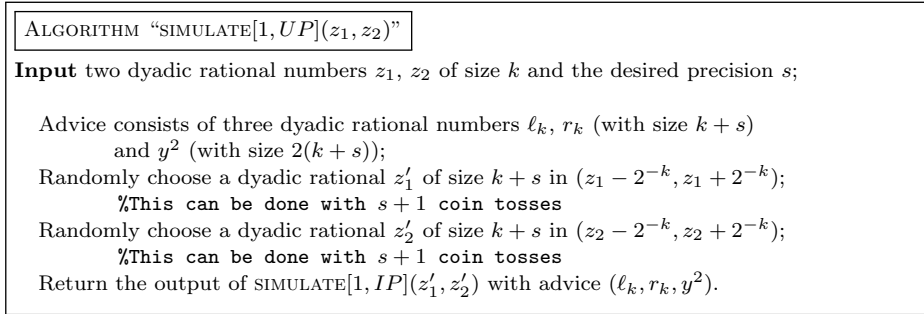 ALGORITHM “SIMULATE[1, UP](z₁, z₂)”
Input two dyadic rational numbers z₁, z₂ of size k and the desired precision s;
Advice consists of three dyadic rational numbers ℓₖ, rₖ (with size k + s)
and y² (with size 2(k + s));
Randomly choose a dyadic rational z′₁ of size k + s in (z₁ − 2⁻ᵏ, z₁ + 2⁻ᵏ);
%This can be done with s + 1 coin tosses
Randomly choose a dyadic rational z′₂ of size k + s in (z₂ − 2⁻ᵏ, z₂ + 2⁻ᵏ);
%This can be done with s + 1 coin tosses
Return the output of SIMULATE[1, IP](z′₁, z′₂) with advice (ℓₖ, rₖ, y²).